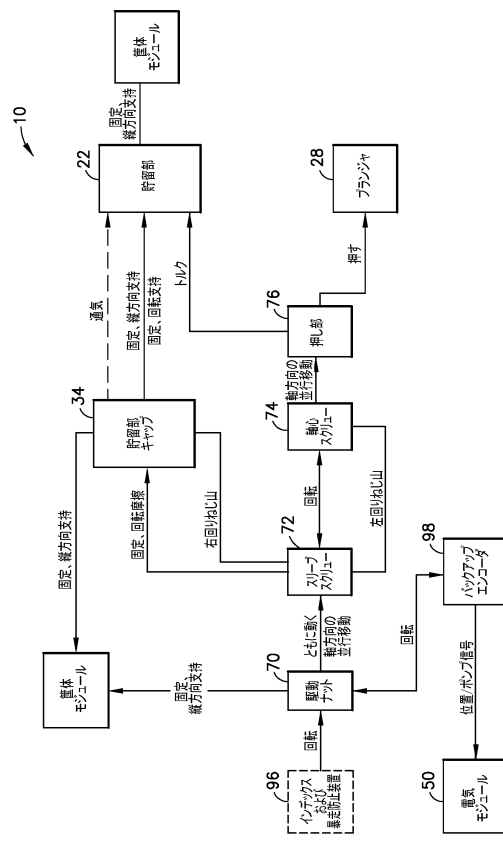 10
筐体
モジュール
固定、
縦方向支持
22
貯留部
28
プランジャ
通気
固定、縦方向支持
固定、回転支持
トルク
押す
76
押し部
34
貯留部
キャップ
軸方向の
並行移動
74
軸心
スクリュー
固定、縦方向支持
固定、回転摩擦
右回りねじ山
回転
左回りねじ山
72
スリーブ
スクリュー
98
バックアップ
エンコーダ
ともに動く
軸方向の
並行移動
回転
筐体
モジュール
固定、
縦方向支持
70
駆動
ナット
位置/ポンプ信号
回転
96
インデックス
および
暴走防止装置
50
電気
モジュール